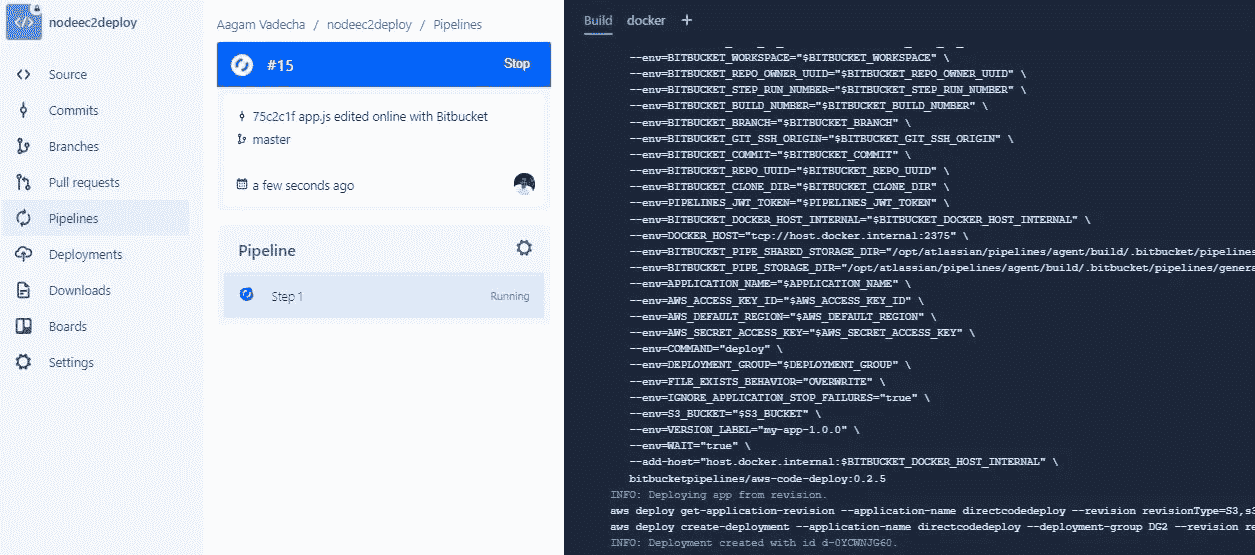 nodeec2deploy
Source
Commits
Branches
Pull requests
Pipelines
Deployments
Downloads
Boards
Settings
Aagam Vadecha / nodeec2deploy / Pipelines
#15 Stop
75c2c1f app.js edited online with Bitbucket
master
a few seconds ago
Pipeline
Step 1 Running
Build docker +
--env=BITBUCKET_WORKSPACE="$BITBUCKET_WORKSPACE" \
--env=BITBUCKET_REPO_OWNER_UUID="$BITBUCKET_REPO_OWNER_UUID" \
--env=BITBUCKET_STEP_RUN_NUMBER="$BITBUCKET_STEP_RUN_NUMBER" \
--env=BITBUCKET_BUILD_NUMBER="$BITBUCKET_BUILD_NUMBER" \
--env=BITBUCKET_BRANCH="$BITBUCKET_BRANCH" \
--env=BITBUCKET_GIT_SSH_ORIGIN="$BITBUCKET_GIT_SSH_ORIGIN" \
--env=BITBUCKET_COMMIT="$BITBUCKET_COMMIT" \
--env=BITBUCKET_REPO_UUID="$BITBUCKET_REPO_UUID" \
--env=BITBUCKET_CLONE_DIR="$BITBUCKET_CLONE_DIR" \
--env=PIPELINES_JWT_TOKEN="$PIPELINES_JWT_TOKEN" \
--env=BITBUCKET_DOCKER_HOST_INTERNAL="$BITBUCKET_DOCKER_HOST_INTERNAL" \
--env=DOCKER_HOST="tcp://host.docker.internal:2375" \
--env=BITBUCKET_PIPE_SHARED_STORAGE_DIR="/opt/atlassian/pipelines/agent/build/.bitbucket/pipelines
--env=BITBUCKET_PIPE_STORAGE_DIR="/opt/atlassian/pipelines/agent/build/.bitbucket/pipelines/gener
--env=APPLICATION_NAME="$APPLICATION_NAME" \
--env=AWS_ACCESS_KEY_ID="$AWS_ACCESS_KEY_ID" \
--env=AWS_DEFAULT_REGION="$AWS_DEFAULT_REGION" \
--env=AWS_SECRET_ACCESS_KEY="$AWS_SECRET_ACCESS_KEY" \
--env=COMMAND="deploy" \
--env=DEPLOYMENT_GROUP="$DEPLOYMENT_GROUP" \
--env=FILE_EXISTS_BEHAVIOR="OVERWRITE" \
--env=IGNORE_APPLICATION_STOP_FAILURES="true" \
--env=S3_BUCKET="$S3_BUCKET" \
--env=VERSION_LABEL="my-app-1.0.0" \
--env=WAIT="true" \
--add-host="host.docker.internal:$BITBUCKET_DOCKER_HOST_INTERNAL" \
bitbucketpipelines/aws-code-deploy:0.2.5
INFO: Deploying app from revision.
aws deploy get-application-revision --application-name directcodedeploy --revision revisionType=S3,s3
aws deploy create-deployment --application-name directcodedeploy --deployment-group DG2 --revision re
INFO: Deployment created with id d-0YCWNJG60.